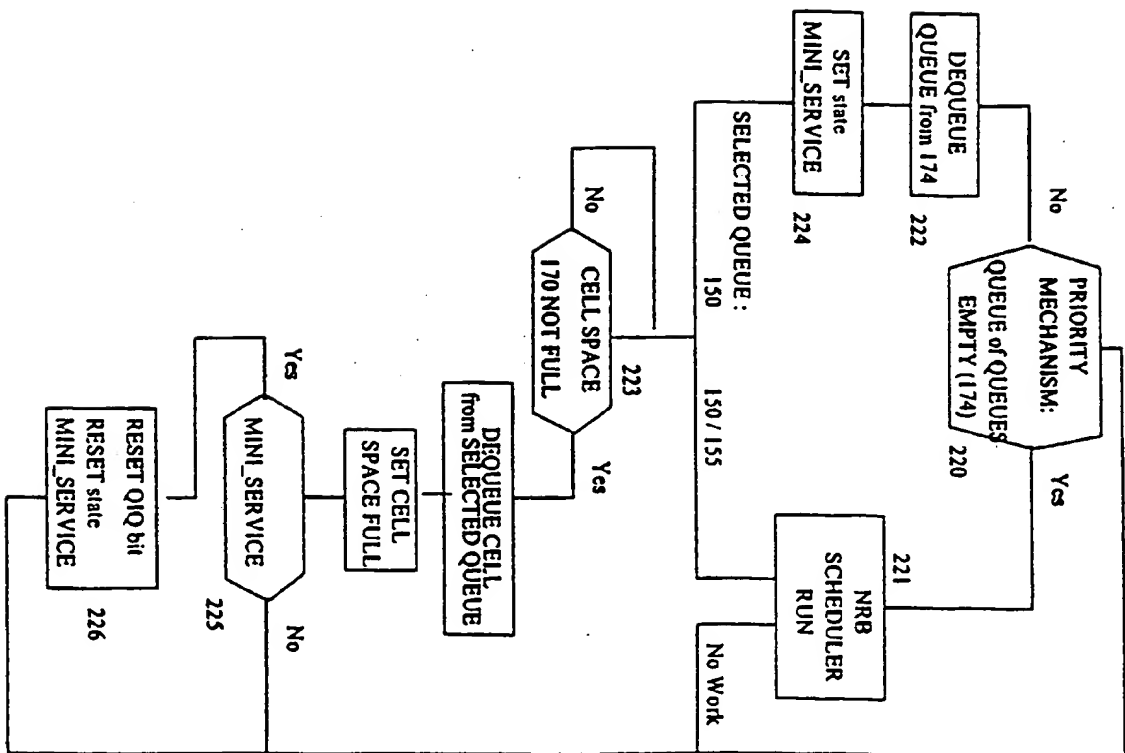 PRIORITY
MECHANISM:
QUEUE of QUEUES
EMPTY (174)
220
No
Yes
DEQUEUE
QUEUE from 174
222
SET state
MINI_SERVICE
224
221
NRB
SCHEDULER
RUN
No Work
SELECTED QUEUE :
150
150 / 155
223
CELL SPACE
170 NOT FULL
No
Yes
DEQUEUE CELL
from SELECTED QUEUE
SET CELL
SPACE FULL
MINI_SERVICE
225
Yes
No
RESET QIQ bit
RESET state
MINI_SERVICE
226